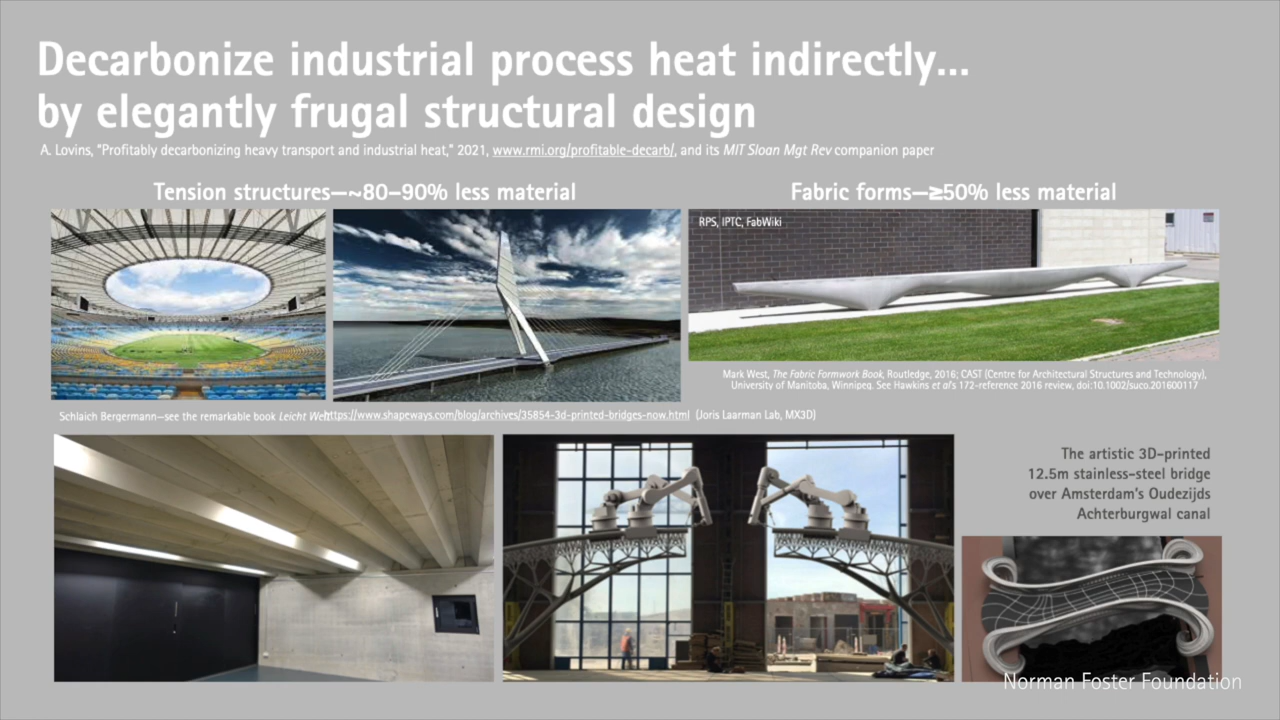 Decarbonize industrial process heat indirectly...
by elegantly frugal structural design
A. Lovins, "Profitably decarbonizing heavy transport and industrial heat," 2021, www.rmi.org/profitable-decarb/, and its MIT Sloan Mgt Rev companion paper
Tension structures—~80–90% less material
Fabric forms—≥50% less material
RPS, IPTC, FabWiki
Mark West, The Fabric Formwork Book, Routledge, 2016; CAST (Centre for Architectural Structures and Technology),
University of Manitoba, Winnipeg. See Hawkins et al's 172-reference 2016 review, doi:10.1002/suco.201600117
Schlaich Bergermann—see the remarkable book Leicht
https://www.shapeways.com/blog/archives/35854-3d-printed-bridges-now.html (Joris Laarman Lab, MX3D)
The artistic 3D-printed
12.5m stainless-steel bridge
over Amsterdam's Oudezijds
Achterburgwal canal
Norman Foster Foundation